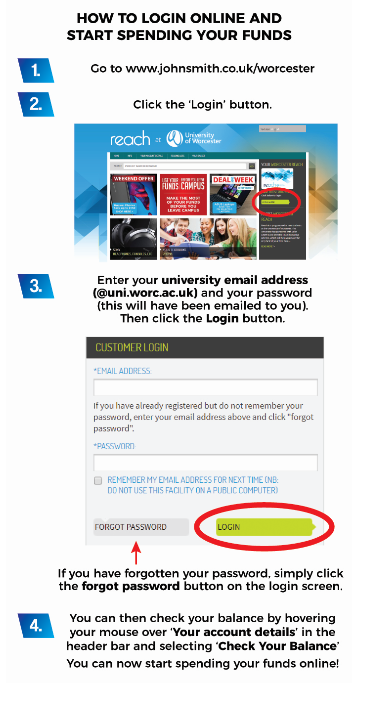 HOW TO LOGIN ONLINE AND
START SPENDING YOUR FUNDS
1. Go to www.johnsmith.co.uk/worcester
2. Click the ‘Login’ button.
reach at University
of Worcester
WEEKEND OFFER
FUNDS CAMPUS
MAKE THE MOST
OF YOUR FUNDS
BEFORE YOU
LEAVE CAMPUS
DEAL WEEK
3. Enter your university email address
(@uni.worc.ac.uk) and your password
(this will have been emailed to you).
Then click the Login button.
CUSTOMER LOGIN
*EMAIL ADDRESS:
If you have already registered but do not remember your
password, enter your email address above and click "forgot
password".
*PASSWORD
REMEMBER MY EMAIL ADDRESS FOR NEXT TIME (NB:
DO NOT USE THIS FACILITY ON A PUBLIC COMPUTER)
FORGOT PASSWORD
LOGIN
If you have forgotten your password, simply click
the forgot password button on the login screen.
4. You can then check your balance by hovering
your mouse over ‘Your account details’ in the
header bar and selecting ‘Check Your Balance’
You can now start spending your funds online!